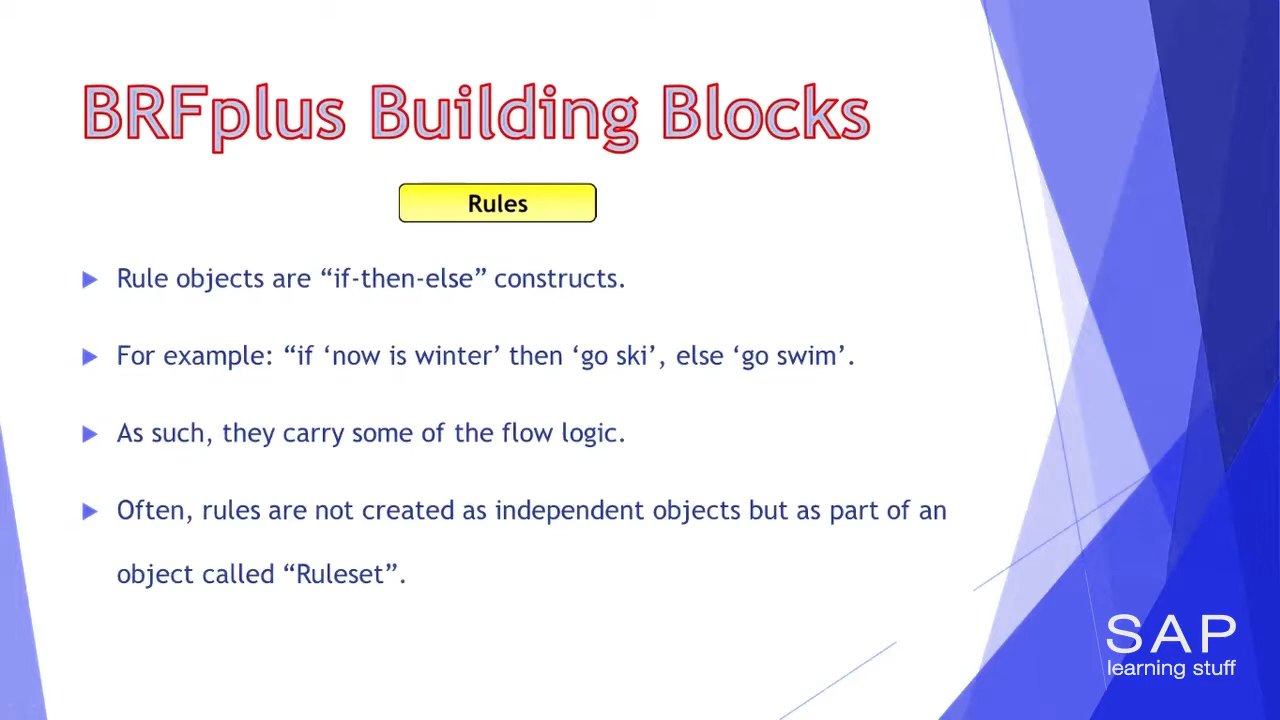 BRFplus Building Blocks
Rules
Rule objects are “if-then-else” constructs.
For example: “if ‘now is winter’ then ‘go ski’, else ‘go swim’.
As such, they carry some of the flow logic.
Often, rules are not created as independent objects but as part of an
object called “Ruleset”.
SAP
learning stuff